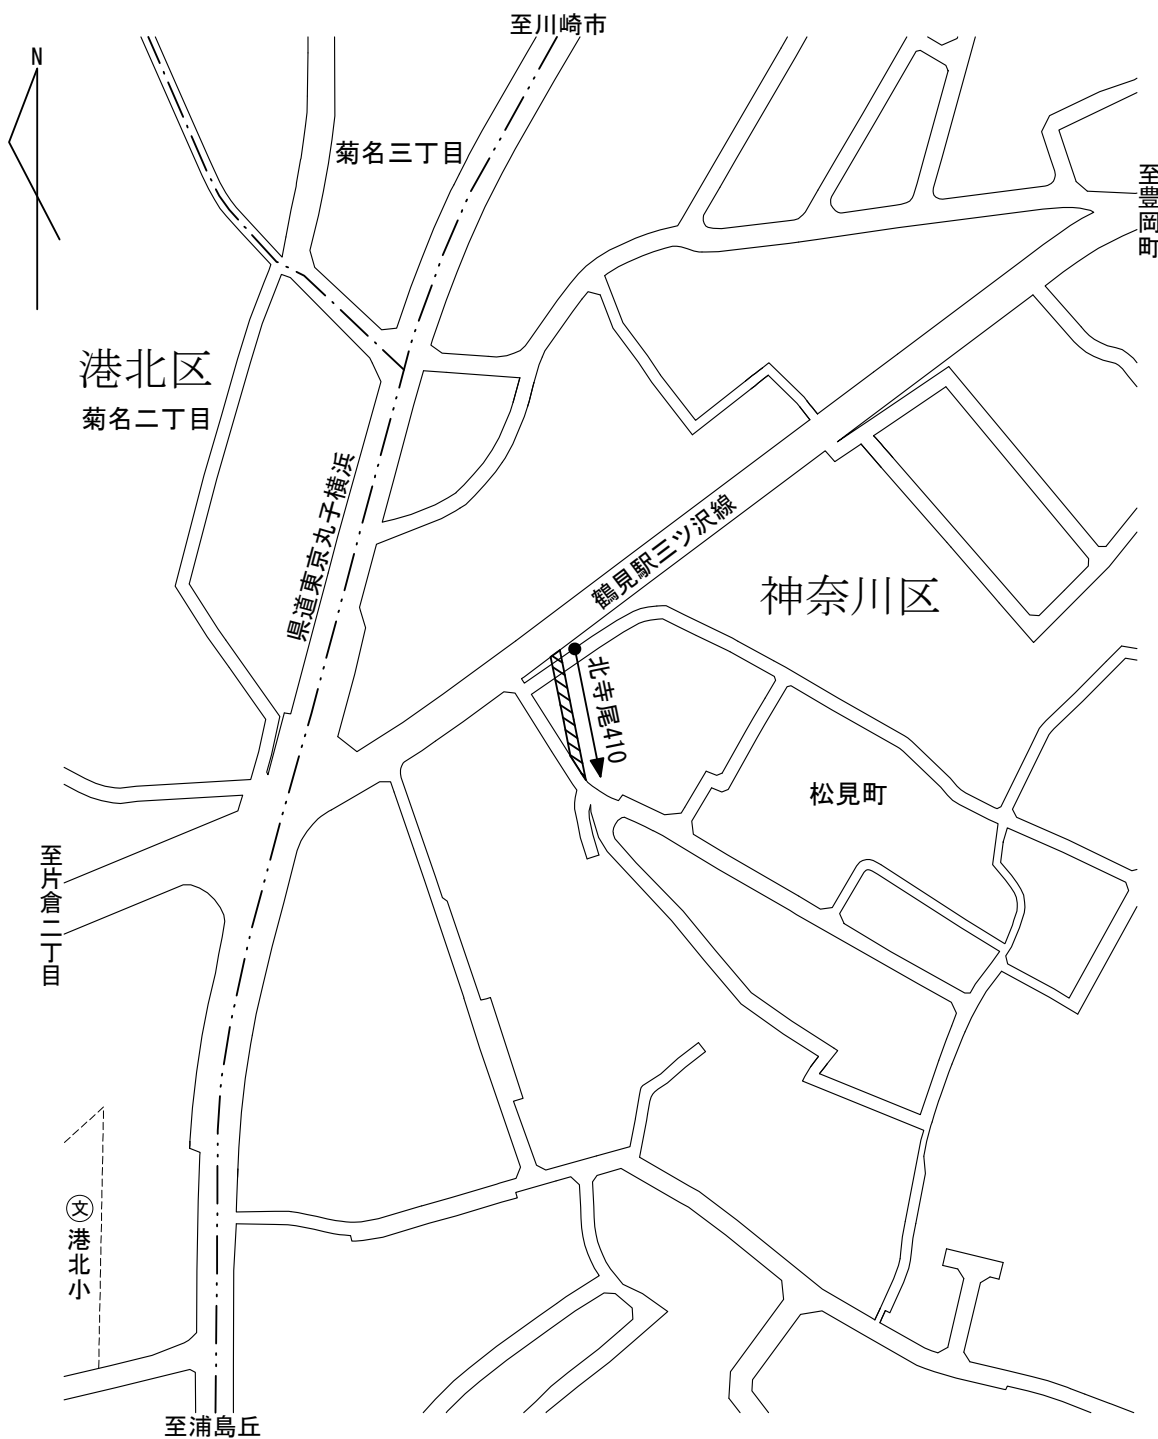 至川崎市
N
菊名三丁目
至豊岡町
港北区
菊名二丁目
県道東京丸子横浜
鶴見駅三ツ沢線
神奈川区
北寺尾410
松見町
至片倉二丁目
文
港北小
至浦島丘